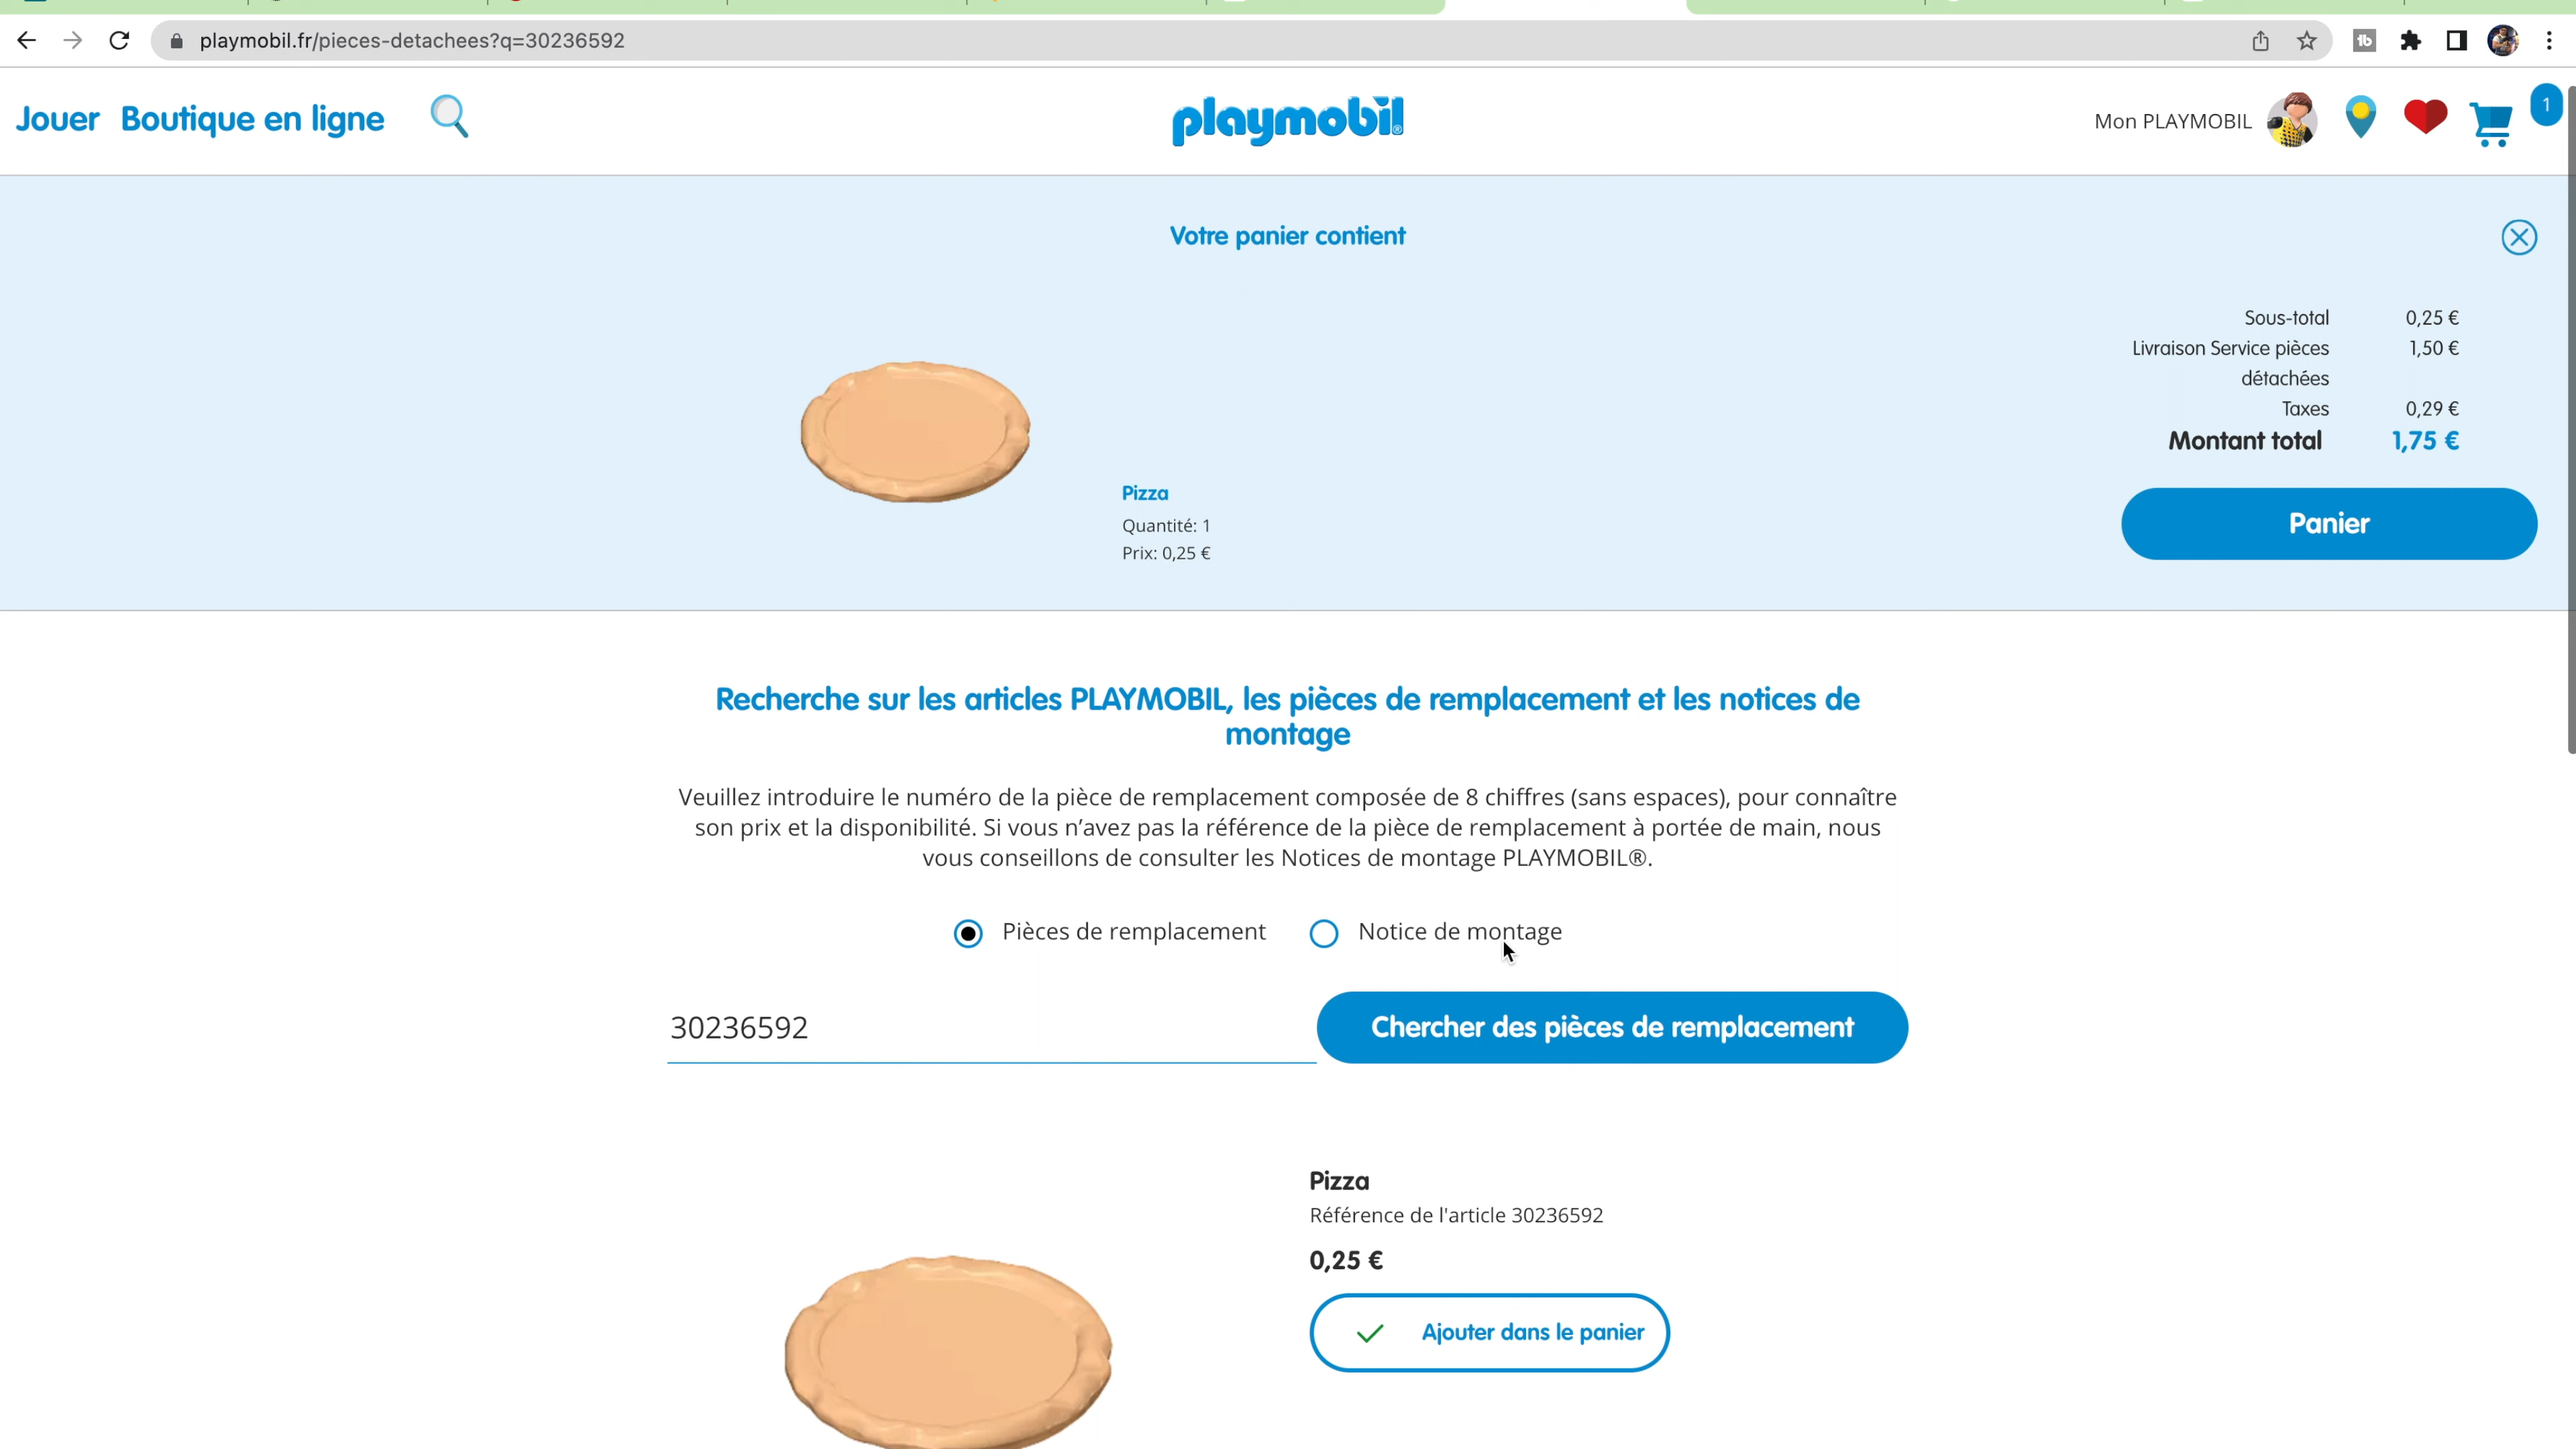 playmobil.fr/pieces-detachees?q=30236592
Jouer Boutique en ligne
playmobil®
Mon PLAYMOBIL
1
Votre panier contient
Sous-total 0,25 €
Livraison Service pièces 1,50 €
détachées
Taxes 0,29 €
Montant total 1,75 €
Pizza
Quantité: 1
Prix: 0,25 €
Panier
Recherche sur les articles PLAYMOBIL, les pièces de remplacement et les notices de
montage
Veuillez introduire le numéro de la pièce de remplacement composée de 8 chiffres (sans espaces), pour connaître
son prix et la disponibilité. Si vous n’avez pas la référence de la pièce de remplacement à portée de main, nous
vous conseillons de consulter les Notices de montage PLAYMOBIL®.
Pièces de remplacement Notice de montage
30236592
Chercher des pièces de remplacement
Pizza
Référence de l'article 30236592
0,25 €
Ajouter dans le panier